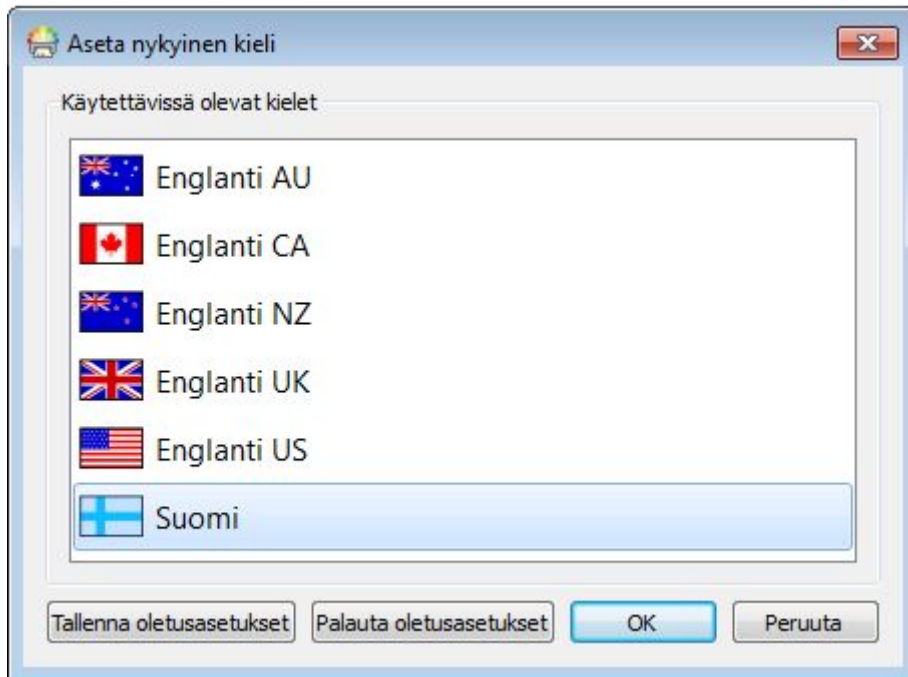 Aseta nykyinen kieli
Käytettävissä olevat kielet
Englanti AU
Englanti CA
Englanti NZ
Englanti UK
Englanti US
Suomi
Tallenna oletusasetukset Palauta oletusasetukset OK Peruuta